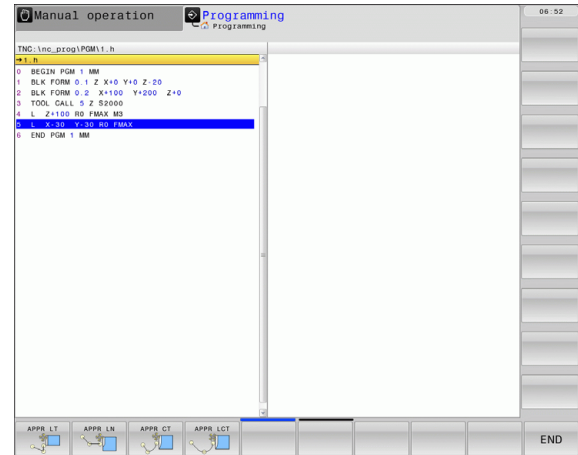 Manual operation
Programming
Programming
06:52
TNC:\nc_prog\PGM\1.h
→1.h
0 BEGIN PGM 1 MM
1 BLK FORM 0.1 Z X+0 Y+0 Z-20
2 BLK FORM 0.2 X+100 Y+200 Z+0
3 TOOL CALL 5 Z S2000
4 L Z+100 R0 FMAX M3
5 L X-30 Y-30 R0 FMAX
6 END PGM 1 MM
APPR LT APPR LN APPR CT APPR LCT END